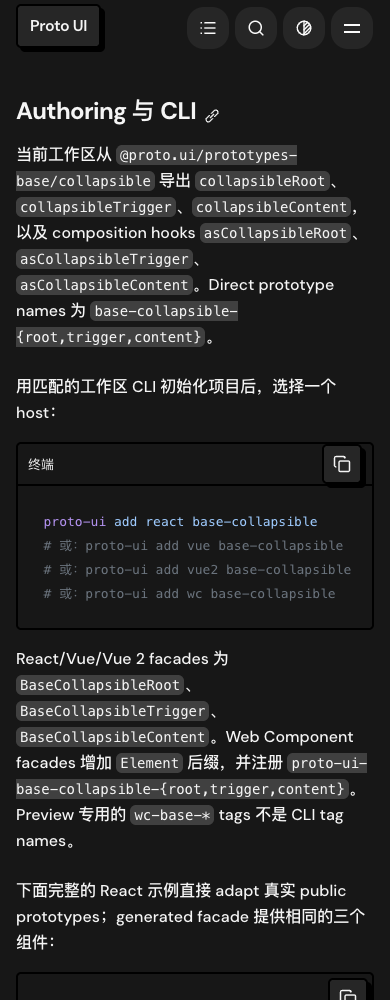 Proto UI
Authoring 与 CLI
当前工作区从 @proto.ui/prototypes-
base/collapsible 导出 collapsibleRoot、
collapsibleTrigger、collapsibleContent，
以及 composition hooks asCollapsibleRoot、
asCollapsibleTrigger、
asCollapsibleContent。Direct prototype
names 为 base-collapsible-
{root,trigger,content}。
用匹配的工作区 CLI 初始化项目后，选择一个
host：
终端
proto-ui add react base-collapsible
# 或：proto-ui add vue base-collapsible
# 或：proto-ui add vue2 base-collapsible
# 或：proto-ui add wc base-collapsible
React/Vue/Vue 2 facades 为
BaseCollapsibleRoot、
BaseCollapsibleTrigger、
BaseCollapsibleContent。Web Component
facades 增加 Element 后缀，并注册 proto-ui-
base-collapsible-{root,trigger,content}。
Preview 专用的 wc-base-* tags 不是 CLI tag
names。
下面完整的 React 示例直接 adapt 真实 public
prototypes；generated facade 提供相同的三个
组件：